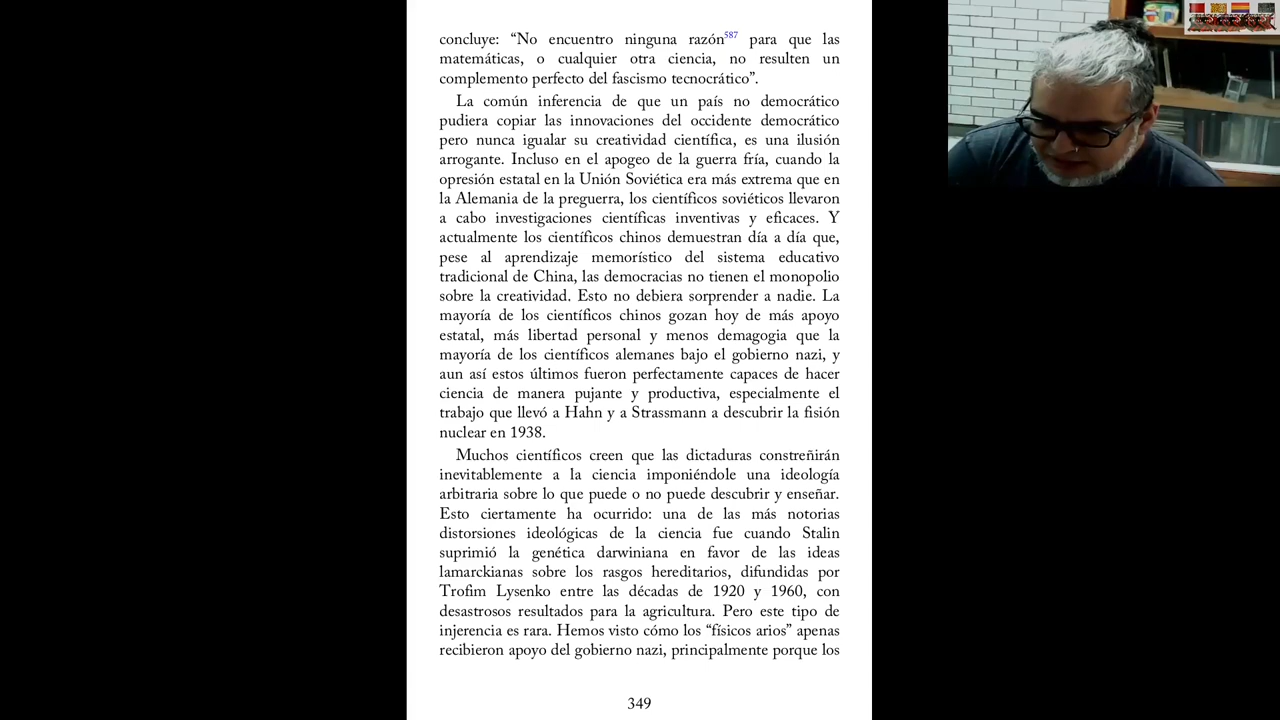 concluye: “No encuentro ninguna razón587 para que las
matemáticas, o cualquier otra ciencia, no resulten un
complemento perfecto del fascismo tecnocrático”.
La común inferencia de que un país no democrático
pudiera copiar las innovaciones del occidente democrático
pero nunca igualar su creatividad científica, es una ilusión
arrogante. Incluso en el apogeo de la guerra fría, cuando la
opresión estatal en la Unión Soviética era más extrema que en
la Alemania de la preguerra, los científicos soviéticos llevaron
a cabo investigaciones científicas inventivas y eficaces. Y
actualmente los científicos chinos demuestran día a día que,
pese al aprendizaje memorístico del sistema educativo
tradicional de China, las democracias no tienen el monopolio
sobre la creatividad. Esto no debiera sorprender a nadie. La
mayoría de los científicos chinos gozan hoy de más apoyo
estatal, más libertad personal y menos demagogia que la
mayoría de los científicos alemanes bajo el gobierno nazi, y
aun así estos últimos fueron perfectamente capaces de hacer
ciencia de manera pujante y productiva, especialmente el
trabajo que llevó a Hahn y a Strassmann a descubrir la fisión
nuclear en 1938.
Muchos científicos creen que las dictaduras constreñirán
inevitablemente a la ciencia imponiéndole una ideología
arbitraria sobre lo que puede o no puede descubrir y enseñar.
Esto ciertamente ha ocurrido: una de las más notorias
distorsiones ideológicas de la ciencia fue cuando Stalin
suprimió la genética darwiniana en favor de las ideas
lamarckianas sobre los rasgos hereditarios, difundidas por
Trofim Lysenko entre las décadas de 1920 y 1960, con
desastrosos resultados para la agricultura. Pero este tipo de
injerencia es rara. Hemos visto cómo los “físicos arios” apenas
recibieron apoyo del gobierno nazi, principalmente porque los
349